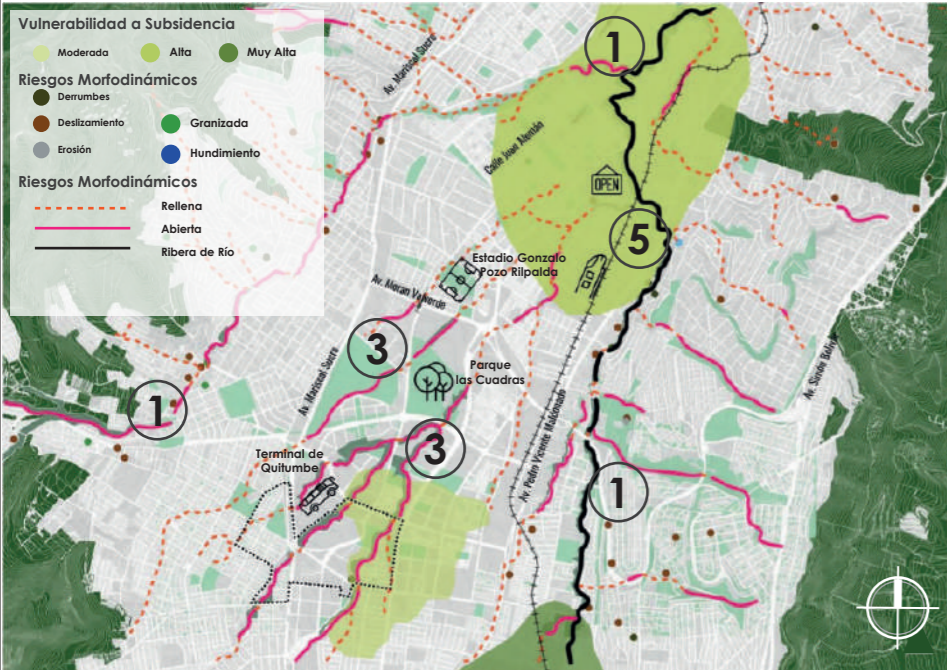 Vulnerabilidad a Subsidencia
Moderada
Alta
Muy Alta
Riesgos Morfodinámicos
Derrumbes
Deslizamiento
Granizada
Erosión
Hundimiento
Riesgos Morfodinámicos
Rellena
Abierta
Ribera de Río
Av. Mariscal Sucre
1
Calle Joan Alemán
OPEN
5
Estadio Gonzalo
Pozo Rilpalda
Av. Moran Valverde
3
Parque
las Cuadras
Av. Mariscal Sucre
Av. Simón Bolívar
1
3
Av. Pedro Vicente Maldonado
Terminal de
Quitumbe
1